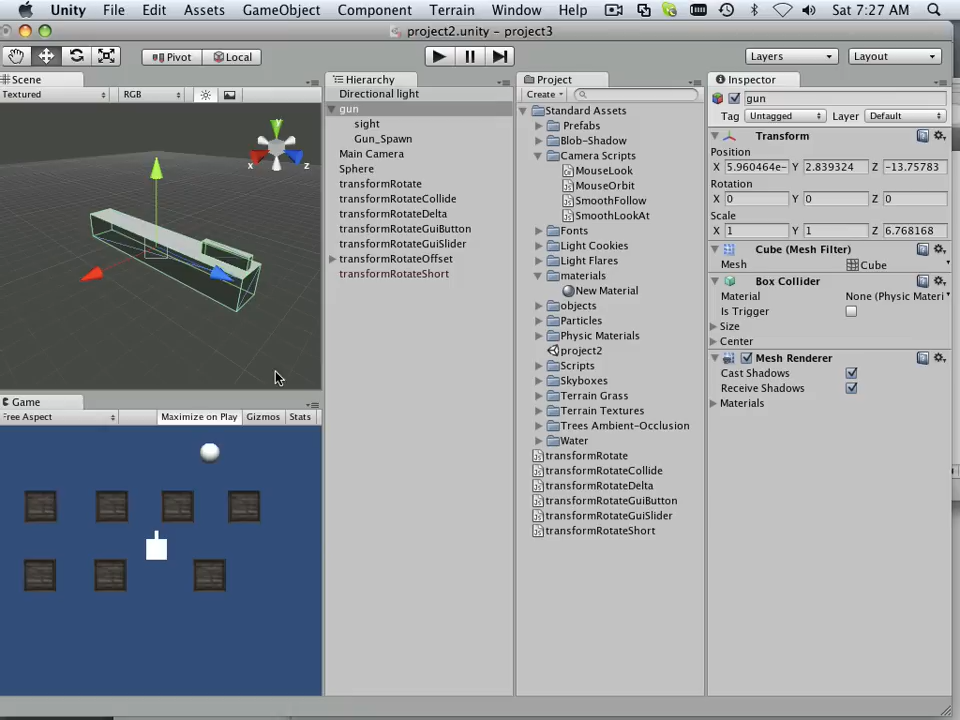 Unity File Edit Assets GameObject Component Terrain Window Help Sat 7:27 AM
project2.unity - project3
Pivot Local Layers Layout
Scene
Textured RGB
y
x z
Game
Free Aspect Maximize on Play Gizmos Stats
Hierarchy
Directional light
gun
sight
Gun_Spawn
Main Camera
Sphere
transformRotate
transformRotateCollide
transformRotateDelta
transformRotateGuiButton
transformRotateGuiSlider
transformRotateOffset
transformRotateShort
Project
Create
Standard Assets
Prefabs
Blob-Shadow
Camera Scripts
MouseLook
MouseOrbit
SmoothFollow
SmoothLookAt
Fonts
Light Cookies
Light Flares
materials
New Material
objects
Particles
Physic Materials
project2
Scripts
Skyboxes
Terrain Grass
Terrain Textures
Trees Ambient-Occlusion
Water
transformRotate
transformRotateCollide
transformRotateDelta
transformRotateGuiButton
transformRotateGuiSlider
transformRotateShort
Inspector
gun
Tag Untagged Layer Default
Transform
Position
X 5.960464e- Y 2.839324 Z -13.75783
Rotation
X 0 Y 0 Z 0
Scale
X 1 Y 1 Z 6.768168
Cube (Mesh Filter)
Mesh Cube
Box Collider
Material None (Physic Materi
Is Trigger
Size
Center
Mesh Renderer
Cast Shadows
Receive Shadows
Materials